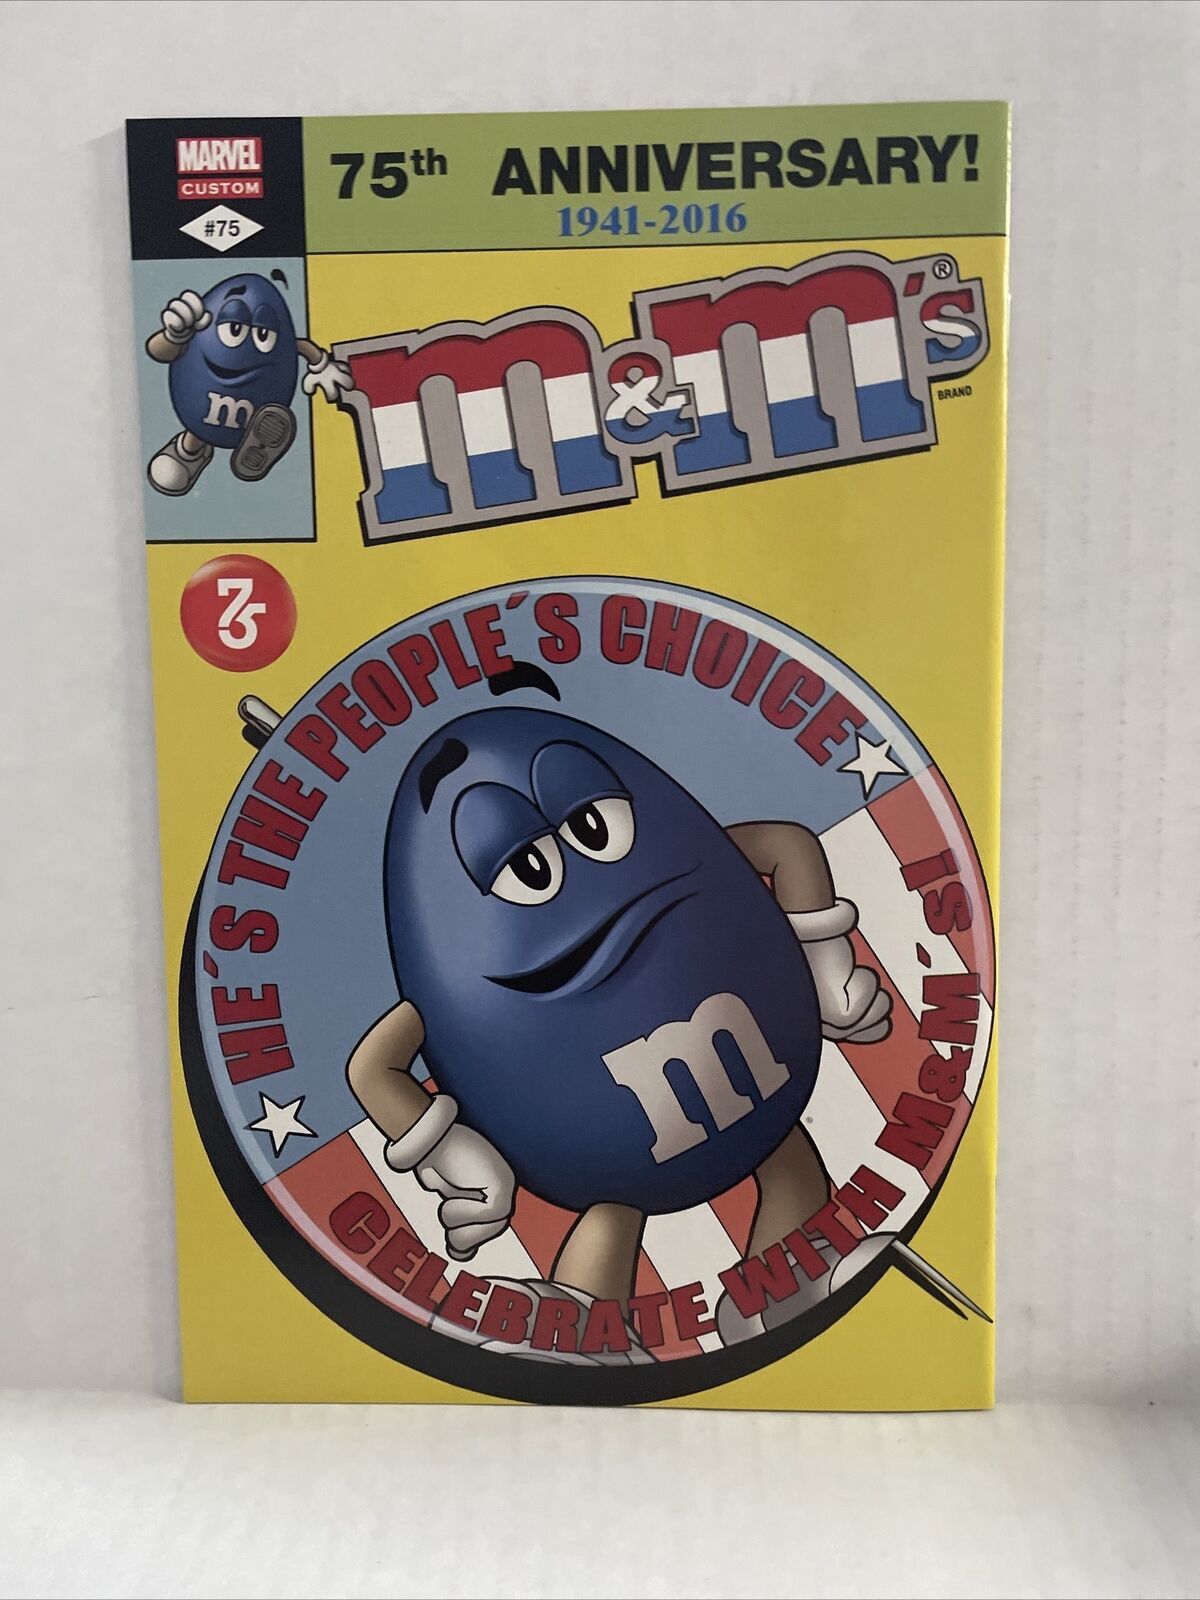 MARVEL
CUSTOM
#75
75th ANNIVERSARY!
1941-2016
m&m's®
BRAND
m
75
HE´S THE PEOPLE´S CHOICE
m
CELEBRATE WITH M&M´S!